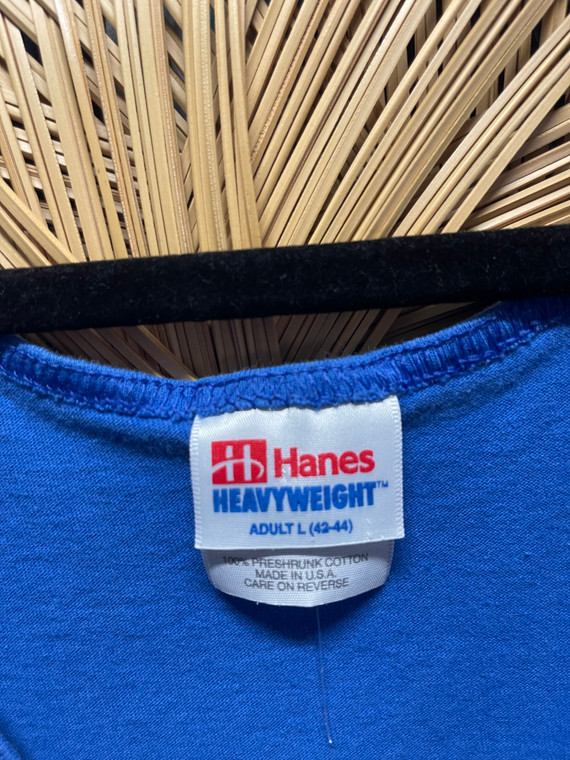 Hanes
HEAVYWEIGHT™
ADULT L (42-44)
100% PRESHRUNK COTTON
MADE IN U.S.A.
CARE ON REVERSE